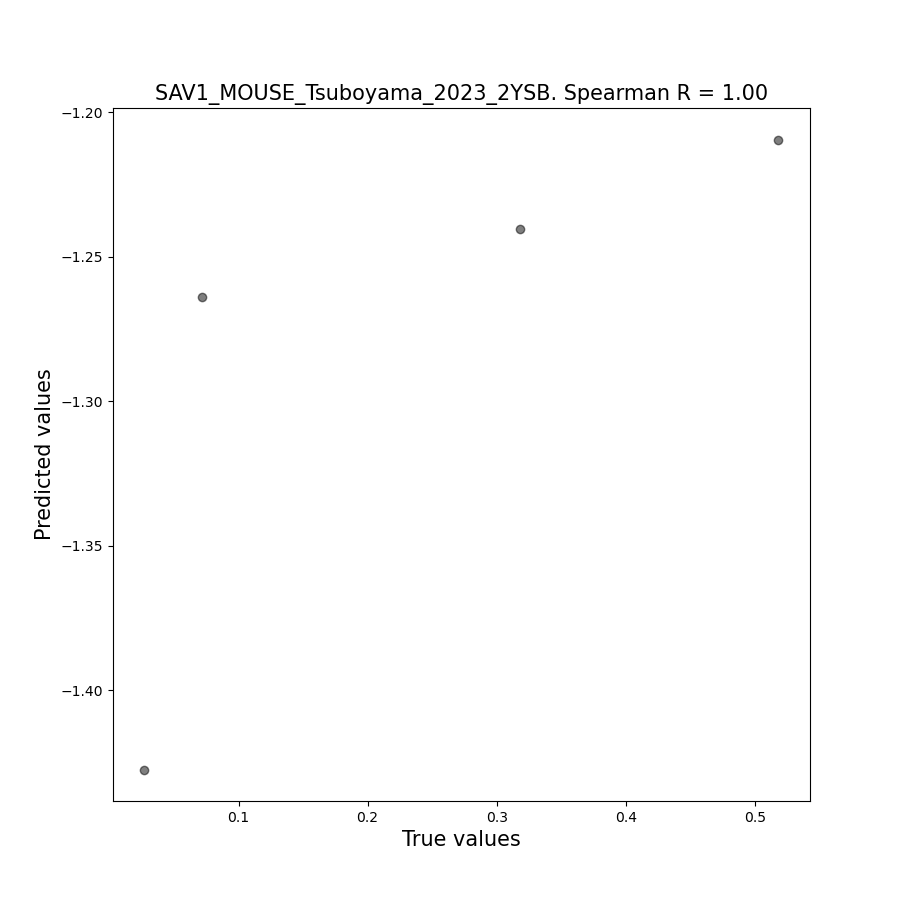 SAV1_MOUSE_Tsuboyama_2023_2YSB. Spearman R = 1.00
−1.20
−1.25
−1.30
−1.35
−1.40
Predicted values
0.1 0.2 0.3 0.4 0.5
True values